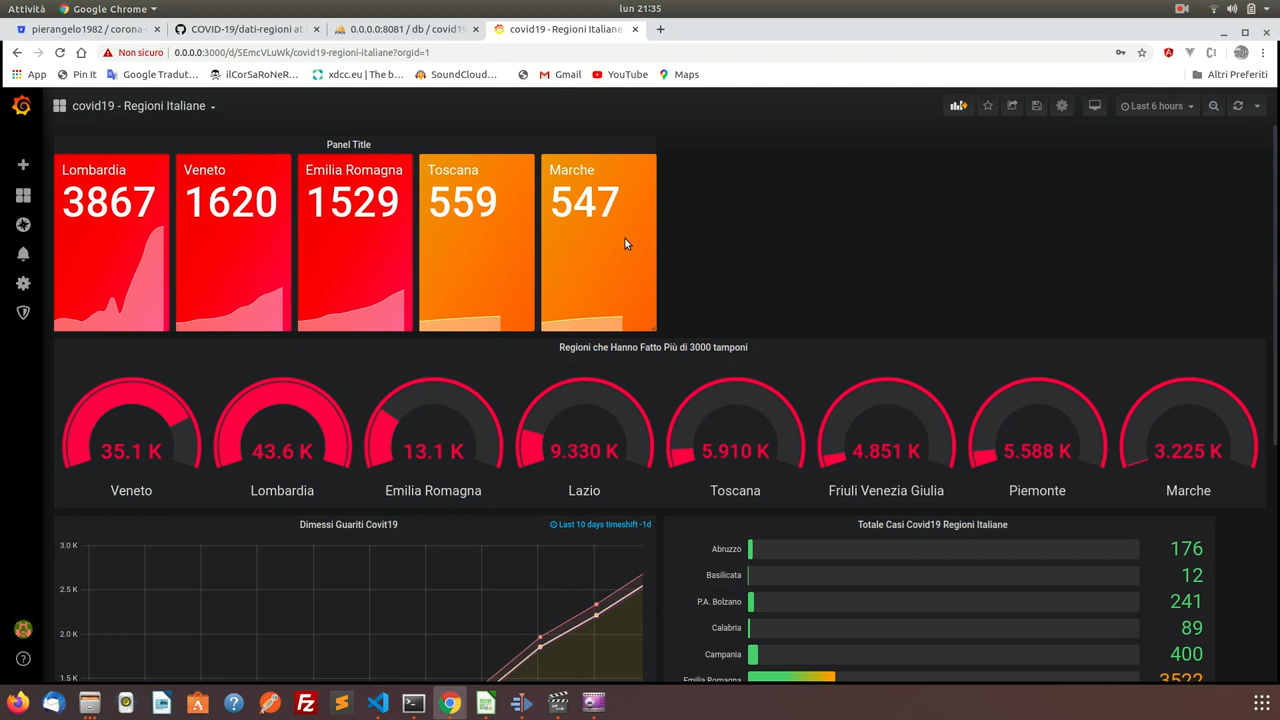 Attività
Google Chrome
lun 21:35
pierangelo1982 / corona-
COVID-19/dati-regioni at
0.0.0.0:8081 / db / covid19
covid19 - Regioni Italiane
Non sicuro
0.0.0.0:3000/d/5EmcVLuWk/covid19-regioni-italiane?orgId=1
App
Pin It
Google Tradut...
ilCorSaRoNeR...
xdcc.eu | The b...
SoundCloud...
Gmail
YouTube
Maps
Altri Preferiti
covid19 - Regioni Italiane
Last 6 hours
Panel Title
Lombardia
3867
Veneto
1620
Emilia Romagna
1529
Toscana
559
Marche
547
Regioni che Hanno Fatto Più di 3000 tamponi
35.1 K
43.6 K
13.1 K
9.330 K
5.910 K
4.851 K
5.588 K
3.225 K
Veneto
Lombardia
Emilia Romagna
Lazio
Toscana
Friuli Venezia Giulia
Piemonte
Marche
Dimessi Guariti Covit19
Last 10 days timeshift -1d
3.0 K
2.5 K
2.0 K
1.5 K
Totale Casi Covid19 Regioni Italiane
Abruzzo 176
Basilicata 12
P.A. Bolzano 241
Calabria 89
Campania 400
Emilia Romagna 3522